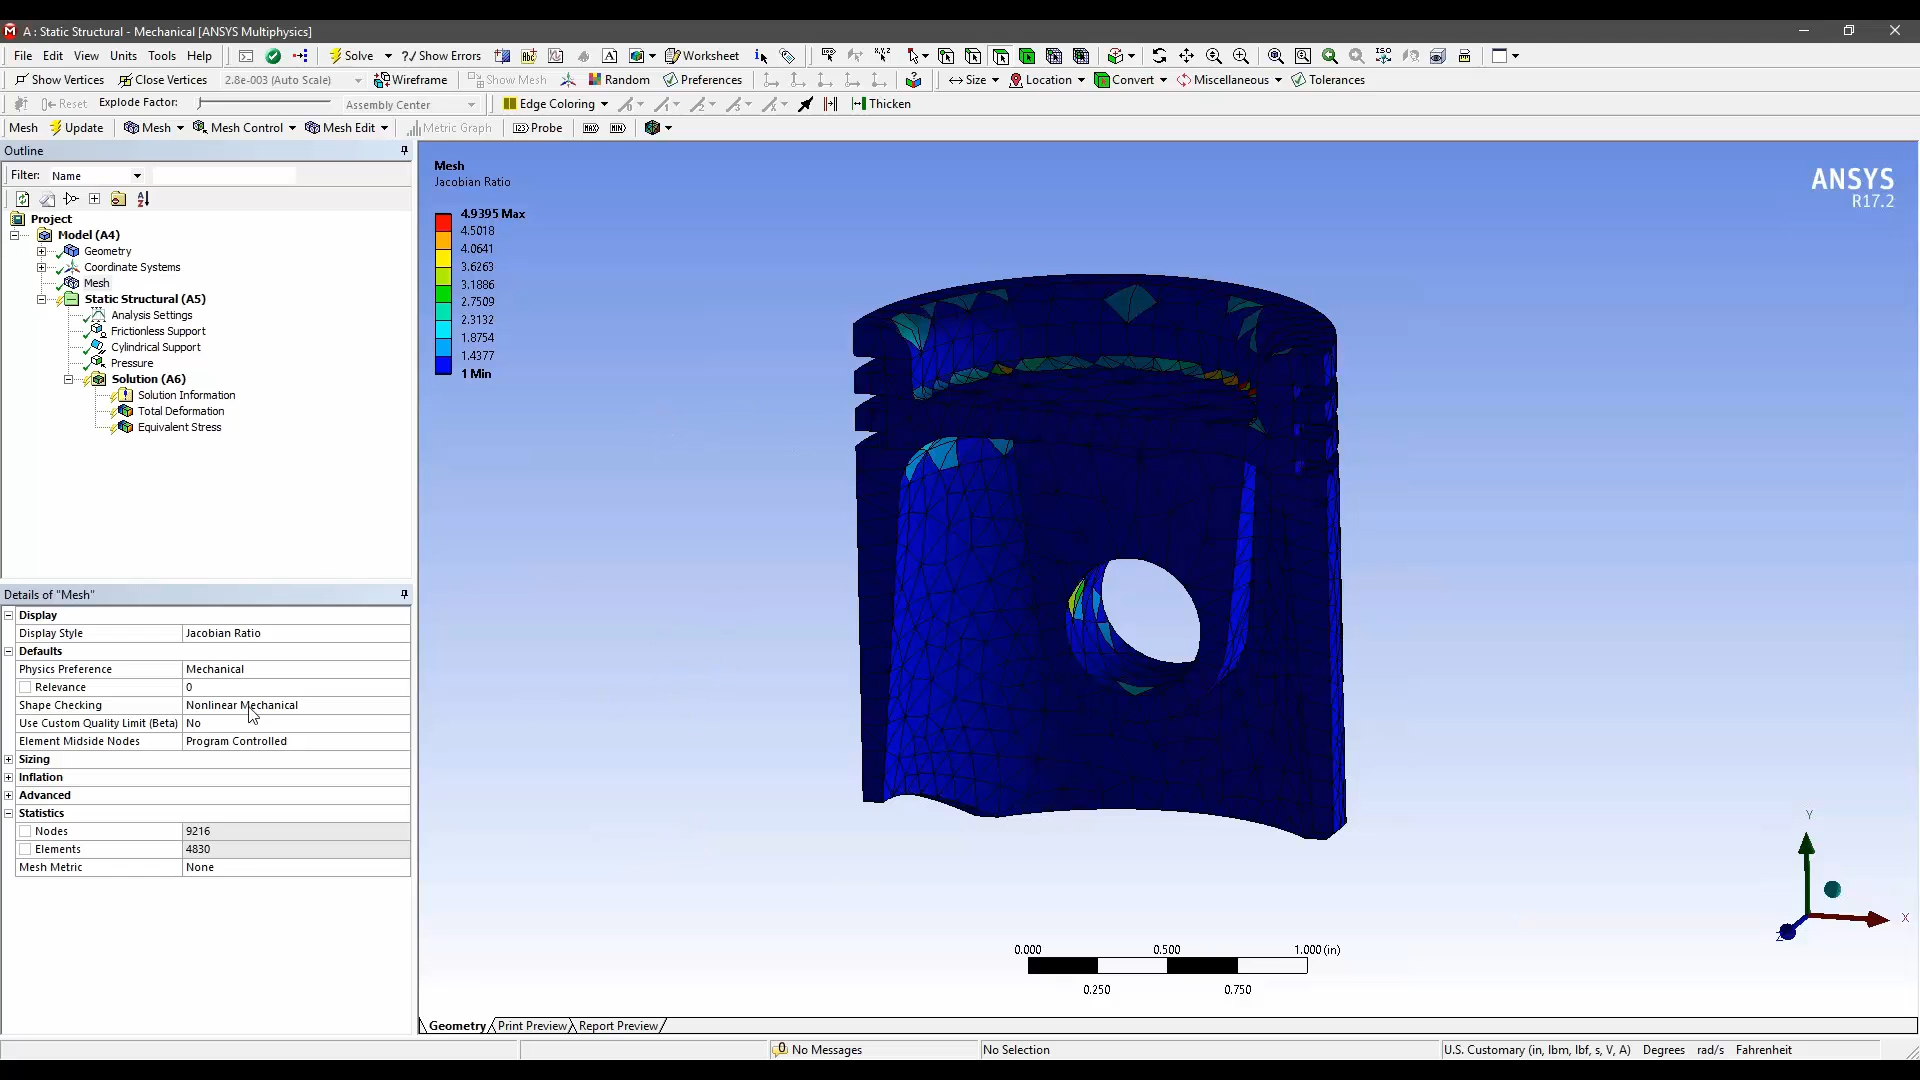 A : Static Structural - Mechanical [ANSYS Multiphysics]
File Edit View Units Tools Help Solve ?/ Show Errors Worksheet
Show Vertices Close Vertices 2.8e-003 (Auto Scale) Wireframe Show Mesh Random Preferences Size Location Convert Miscellaneous Tolerances
Reset Explode Factor: Assembly Center Edge Coloring Thicken
Mesh Update Mesh Mesh Control Mesh Edit Metric Graph Probe MAX MIN
Outline
Filter: Name
Project
Model (A4)
Geometry
Coordinate Systems
Mesh
Static Structural (A5)
Analysis Settings
Frictionless Support
Cylindrical Support
Pressure
Solution (A6)
Solution Information
Total Deformation
Equivalent Stress
Details of "Mesh"
Display
Display Style Jacobian Ratio
Defaults
Physics Preference Mechanical
Relevance 0
Shape Checking Nonlinear Mechanical
Use Custom Quality Limit (Beta) No
Element Midside Nodes Program Controlled
Sizing
Inflation
Advanced
Statistics
Nodes 9216
Elements 4830
Mesh Metric None
Mesh
Jacobian Ratio
4.9395 Max
4.5018
4.0641
3.6263
3.1886
2.7509
2.3132
1.8754
1.4377
1 Min
ANSYS
R17.2
Y
X
Z
0.000 0.500 1.000 (in)
0.250 0.750
Geometry Print Preview Report Preview
0 No Messages No Selection U.S. Customary (in, lbm, lbf, s, V, A) Degrees rad/s Fahrenheit